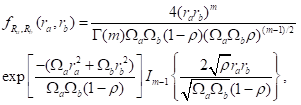 f_{R_a,R_b}(r_a,r_b)=\frac{4(r_a r_b)^m}{\Gamma(m)\Omega_a\Omega_b(1-\rho)(\Omega_a\Omega_b\rho)^{(m-1)/2}}
\exp\left[\frac{-(\Omega_a r_a^2+\Omega_b r_b^2)}{\Omega_a\Omega_b(1-\rho)}\right]I_{m-1}\left\{\frac{2\sqrt{\rho}r_a r_b}{\sqrt{\Omega_a\Omega_b}(1-\rho)}\right\},